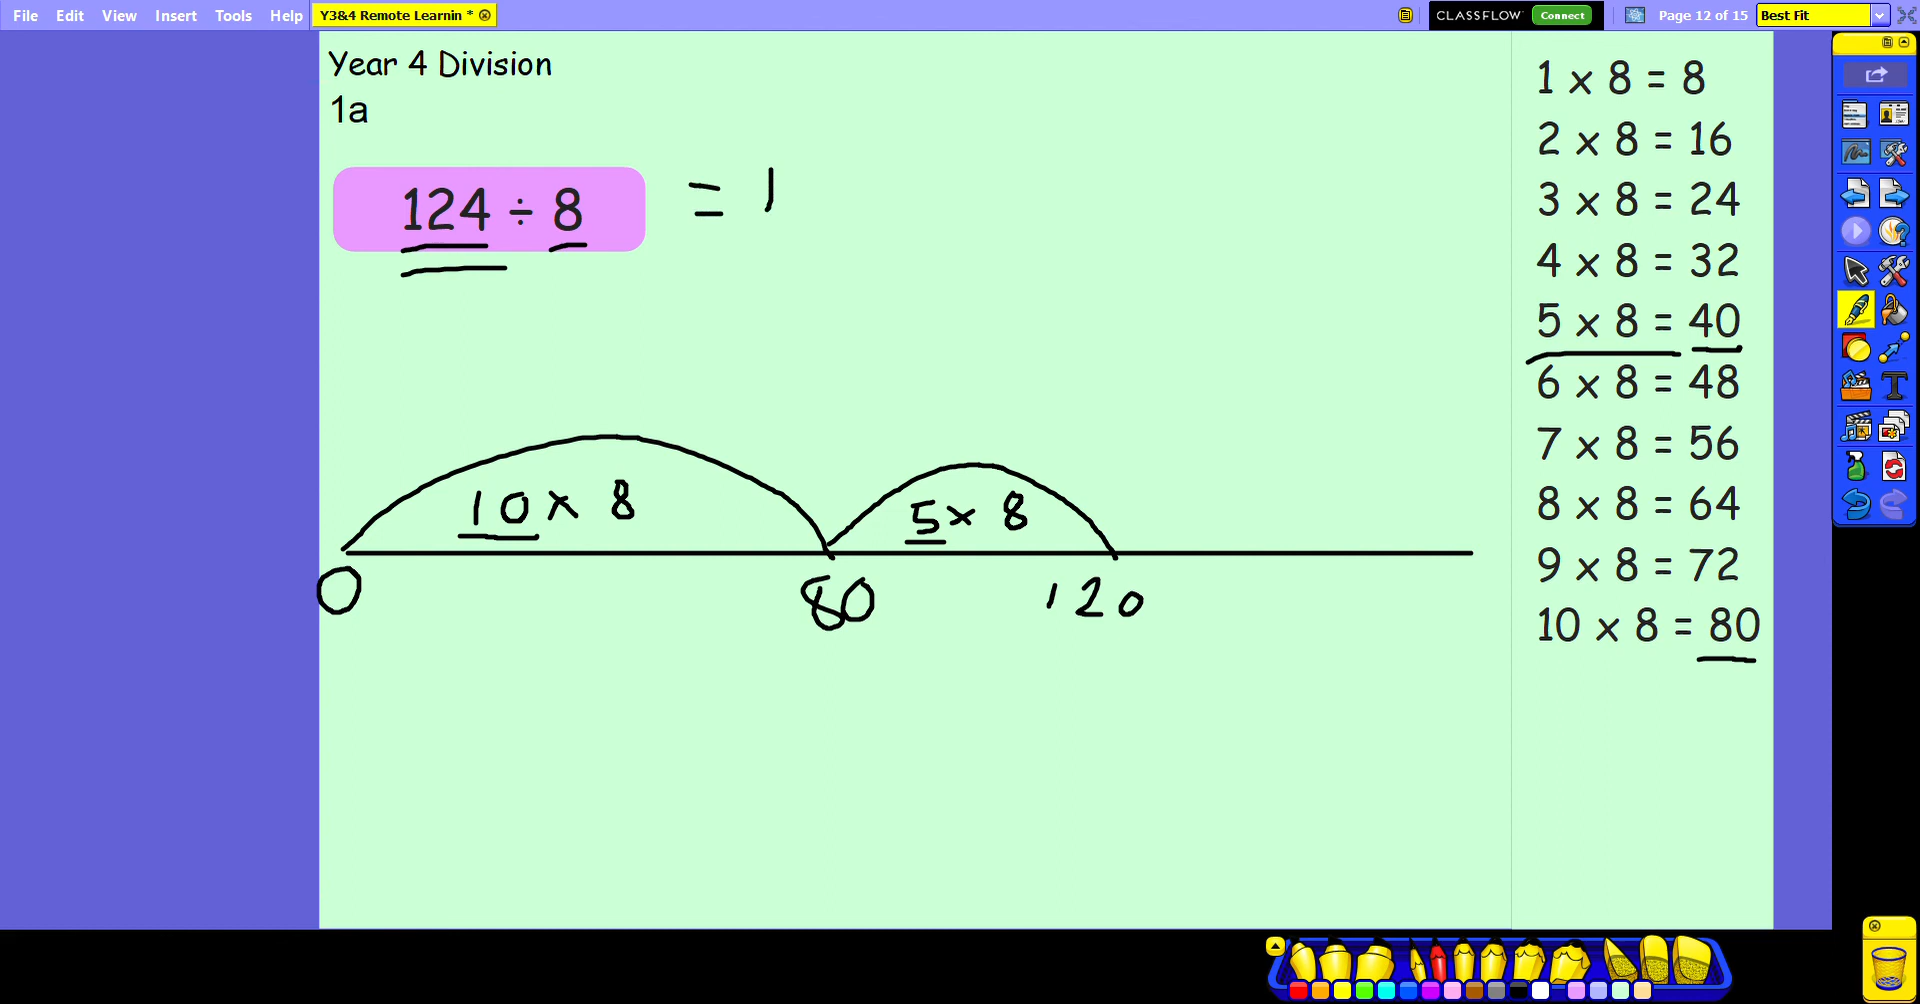 File Edit View Insert Tools Help Y3&4 Remote Learnin * CLASSFLOW Connect Page 12 of 15 Best Fit
Year 4 Division
1a
124 ÷ 8 = 1
10 x 8 5 x 8
0 80 120
1 x 8 = 8
2 x 8 = 16
3 x 8 = 24
4 x 8 = 32
5 x 8 = 40
6 x 8 = 48
7 x 8 = 56
8 x 8 = 64
9 x 8 = 72
10 x 8 = 80